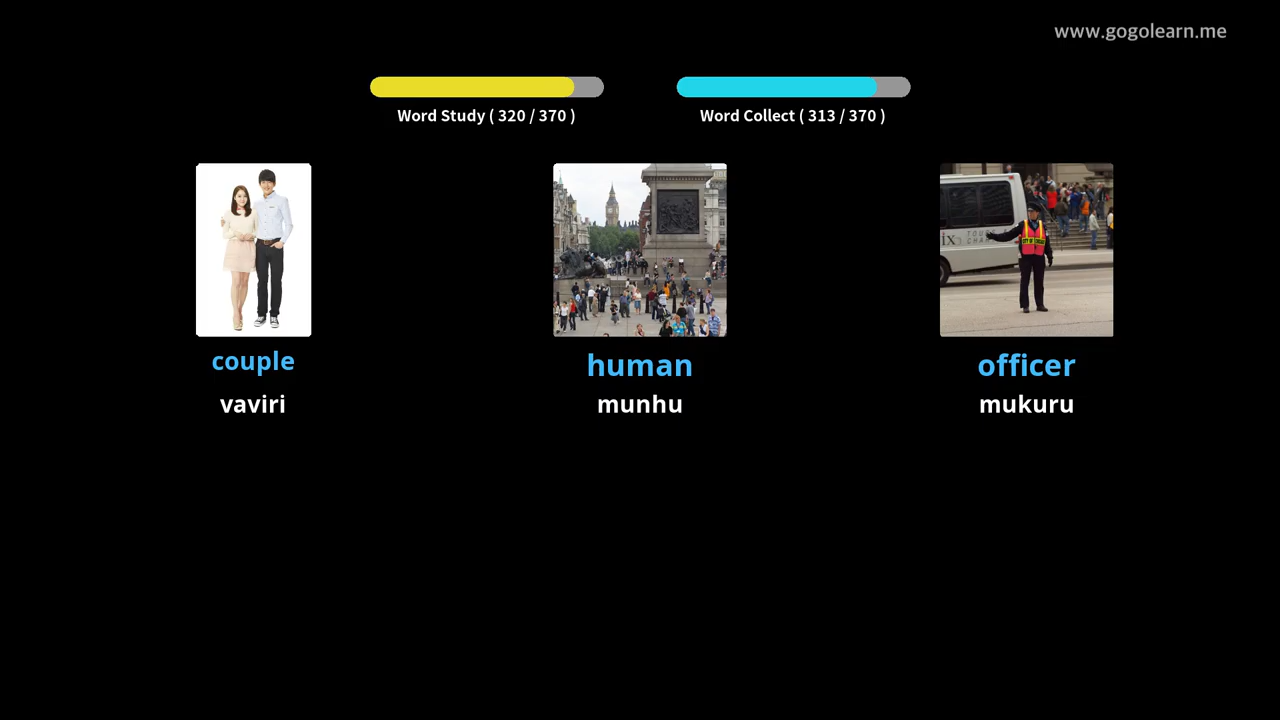 www.gogolearn.me
Word Study ( 320 / 370 )
Word Collect ( 313 / 370 )
couple
human
officer
vaviri
munhu
mukuru